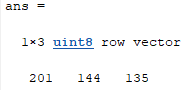 ans =
1×3 uint8 row vector
201 144 135